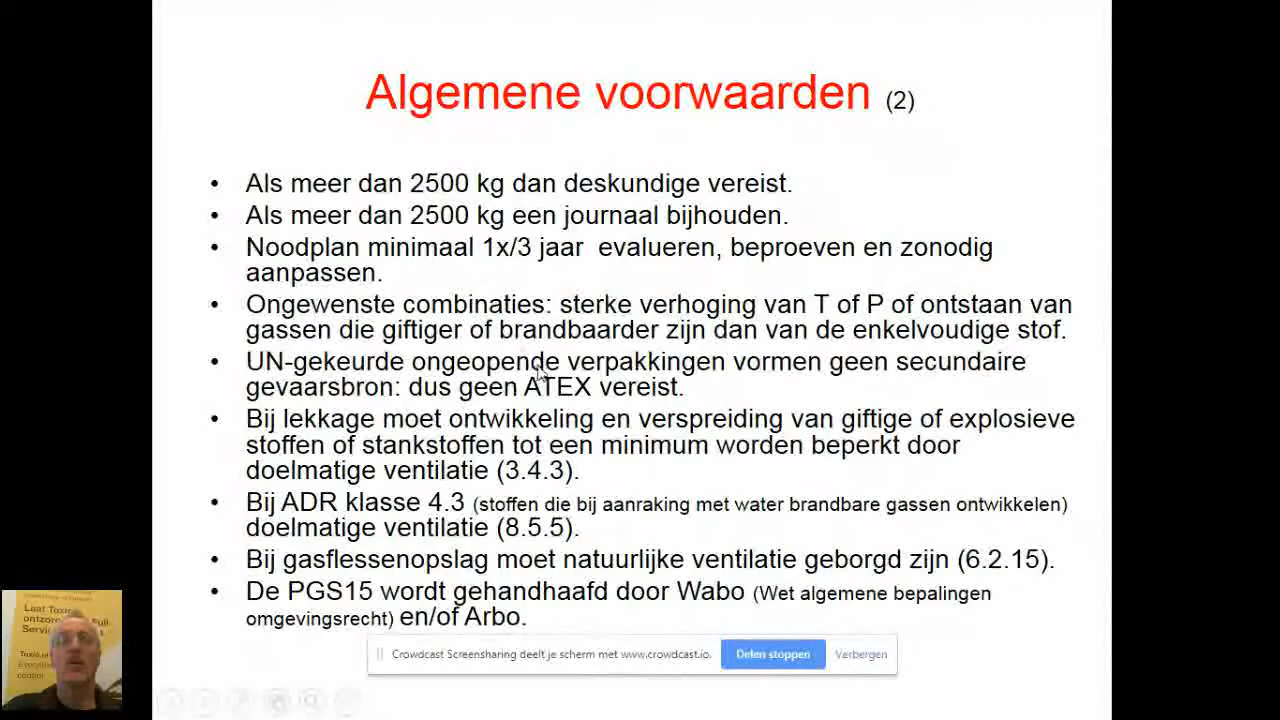 Algemene voorwaarden (2)
• Als meer dan 2500 kg dan deskundige vereist.
• Als meer dan 2500 kg een journaal bijhouden.
• Noodplan minimaal 1x/3 jaar evalueren, beproeven en zonodig
aanpassen.
• Ongewenste combinaties: sterke verhoging van T of P of ontstaan van
gassen die giftiger of brandbaarder zijn dan van de enkelvoudige stof.
• UN-gekeurde ongeopende verpakkingen vormen geen secundaire
gevaarsbron: dus geen ATEX vereist.
• Bij lekkage moet ontwikkeling en verspreiding van giftige of explosieve
stoffen of stankstoffen tot een minimum worden beperkt door
doelmatige ventilatie (3.4.3).
• Bij ADR klasse 4.3 (stoffen die bij aanraking met water brandbare gassen ontwikkelen)
doelmatige ventilatie (8.5.5).
• Bij gasflessenopslag moet natuurlijke ventilatie geborgd zijn (6.2.15).
• De PGS15 wordt gehandhaafd door Wabo (Wet algemene bepalingen
omgevingsrecht) en/of Arbo.
Crowdcast Screensharing deelt je scherm met www.crowdcast.io.
Delen stoppen
Verbergen
Laat Toxic
ontzor
Servic
Toxic.nl